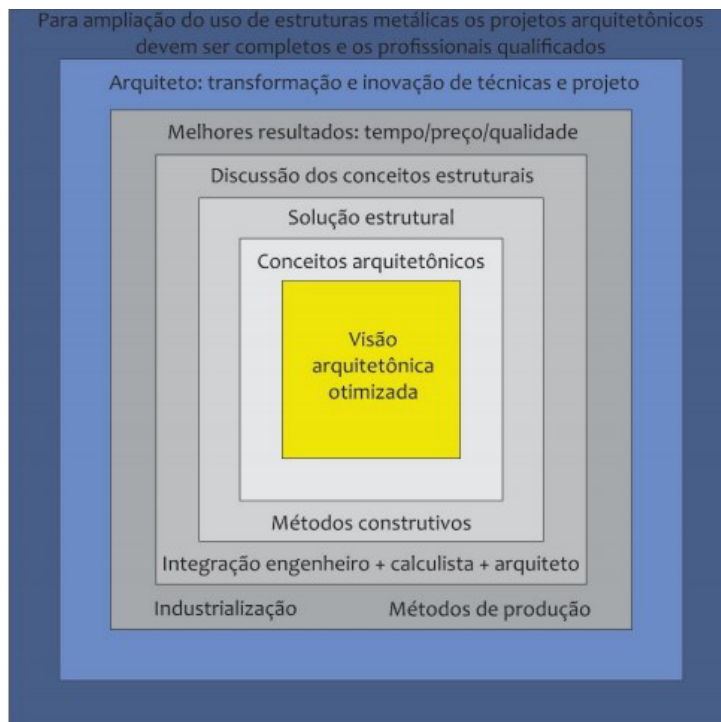 Para ampliação do uso de estruturas metálicas os projetos arquitetônicos
devem ser completos e os profissionais qualificados
Arquiteto: transformação e inovação de técnicas e projeto
Melhores resultados: tempo/preço/qualidade
Discussão dos conceitos estruturais
Solução estrutural
Conceitos arquitetônicos
Visão
arquitetônica
otimizada
Métodos construtivos
Integração engenheiro + calculista + arquiteto
Industrialização Métodos de produção